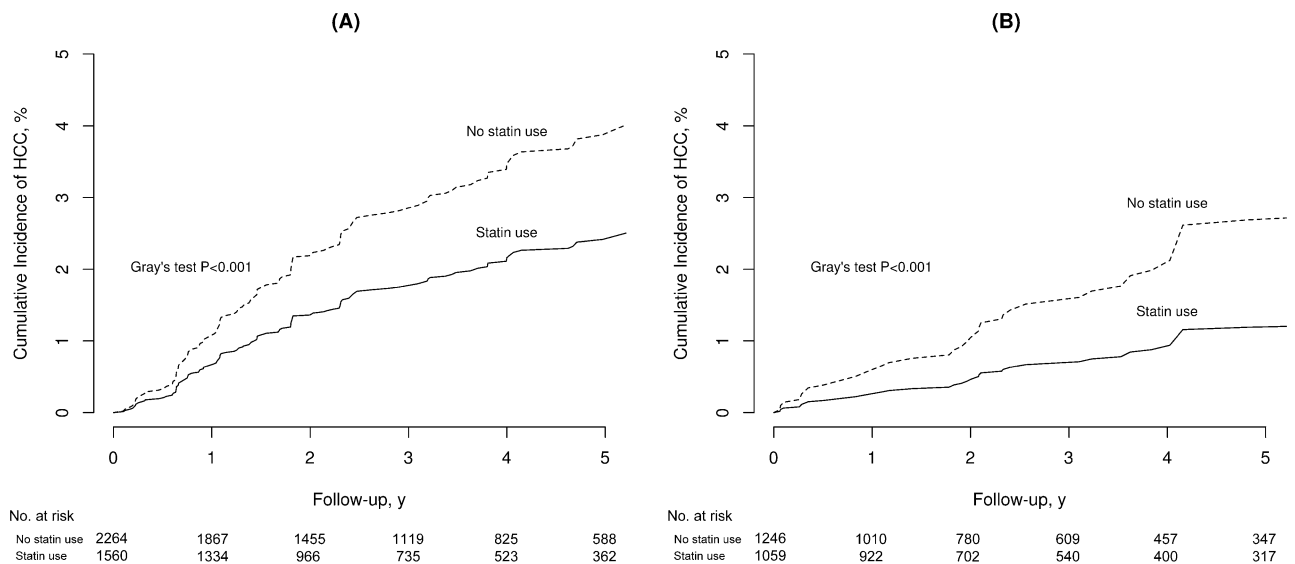 (A)
Cumulative Incidence of HCC, %
5
4
3
2
1
0
No statin use
Statin use
Gray's test P<0.001
0 1 2 3 4 5
Follow-up, y
No. at risk
No statin use 2264 1867 1455 1119 825 588
Statin use 1560 1334 966 735 523 362
(B)
Cumulative Incidence of HCC, %
5
4
3
2
1
0
No statin use
Gray's test P<0.001
Statin use
0 1 2 3 4 5
Follow-up, y
No. at risk
No statin use 1246 1010 780 609 457 347
Statin use 1059 922 702 540 400 317